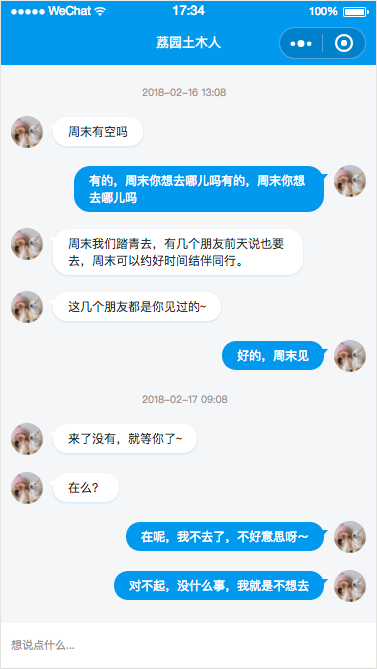 ●●●●● WeChat 17:34 100%
荔园土木人
2018-02-16 13:08
周末有空吗
有的，周末你想去哪儿吗有的，周末你想
去哪儿吗
周末我们踏青去，有几个朋友前天说也要
去，周末可以约好时间结伴同行。
这几个朋友都是你见过的~
好的，周末见
2018-02-17 09:08
来了没有，就等你了~
在么？
在呢，我不去了，不好意思呀～
对不起，没什么事，我就是不想去
想说点什么...